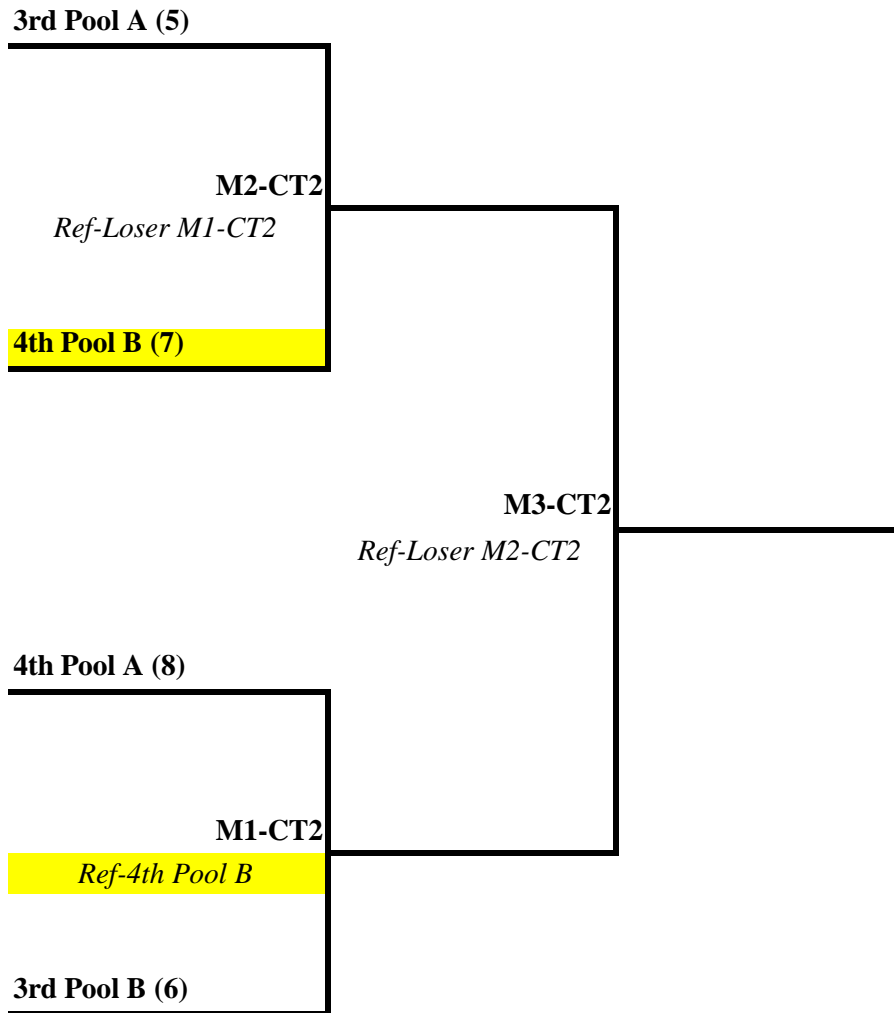 3rd Pool A (5)
M2-CT2
Ref-Loser M1-CT2
4th Pool B (7)
M3-CT2
Ref-Loser M2-CT2
4th Pool A (8)
M1-CT2
Ref-4th Pool B
3rd Pool B (6)